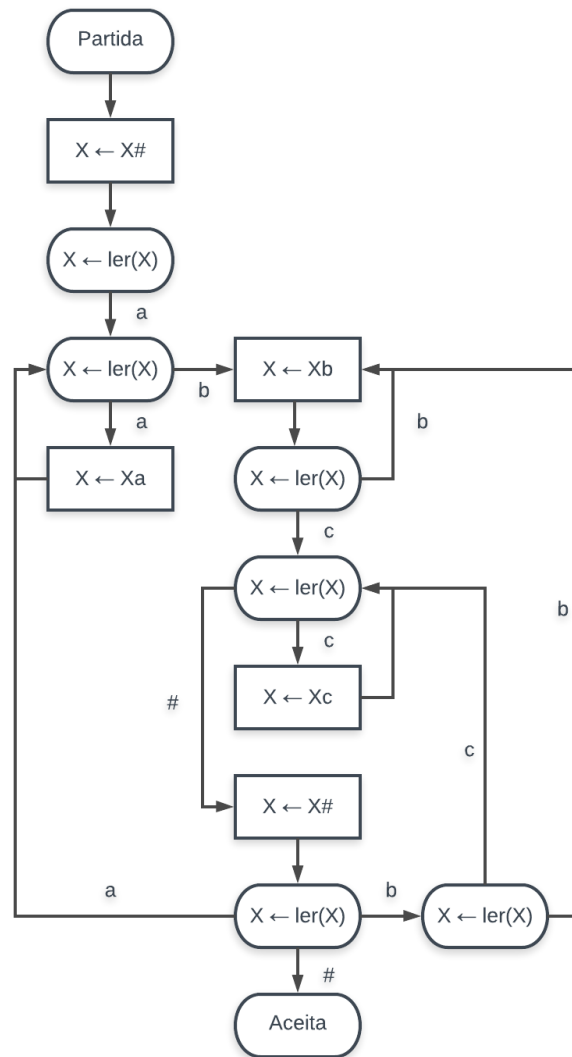 Partida
X ← X#
X ← ler(X)
a
X ← ler(X)
b
X ← Xb
a
b
X ← Xa
X ← ler(X)
c
X ← ler(X)
b
c
#
X ← Xc
c
X ← X#
a
X ← ler(X)
b
X ← ler(X)
#
Aceita